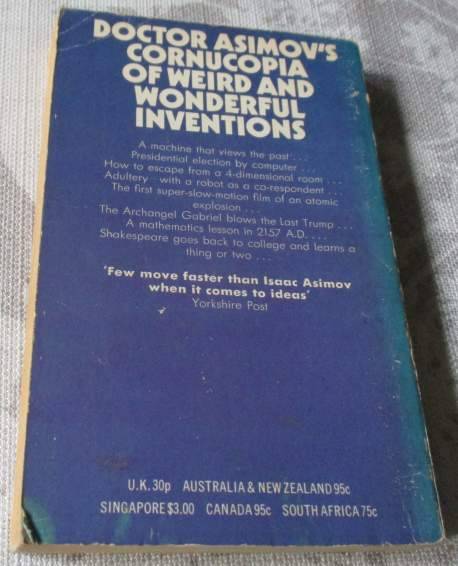 DOCTOR ASIMOV'S
CORNUCOPIA
OF WEIRD AND
WONDERFUL
INVENTIONS
A machine that views the past . . .
Presidential election by computer . . .
How to escape from a 4-dimensional room . . .
Adultery with a robot as a co-respondent . . .
The first super-slow-motion film of an atomic
explosion . . .
The Archangel Gabriel blows the Last Trump . . .
A mathematics lesson in 2157 A.D. . . .
Shakespeare goes back to college and learns a
thing or two . . .
'Few move faster than Isaac Asimov
when it comes to ideas'
Yorkshire Post
U.K. 30p AUSTRALIA & NEW ZEALAND 95c
SINGAPORE $3.00 CANADA 95c SOUTH AFRICA 75c